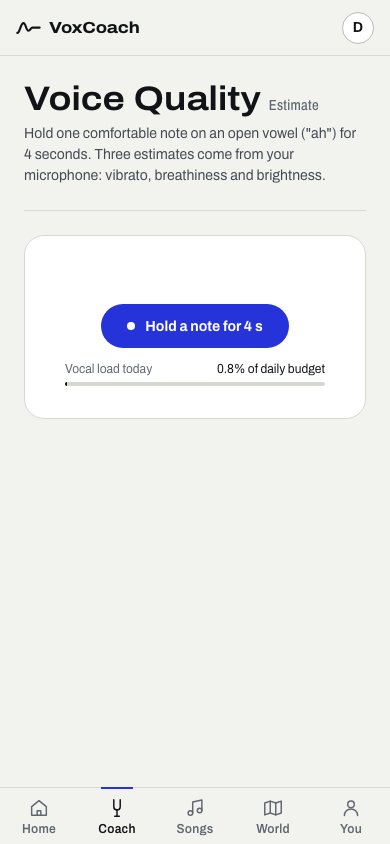 VoxCoach
D
Voice Quality Estimate
Hold one comfortable note on an open vowel ("ah") for
4 seconds. Three estimates come from your
microphone: vibrato, breathiness and brightness.
Hold a note for 4 s
Vocal load today 0.8% of daily budget
Home Coach Songs World You